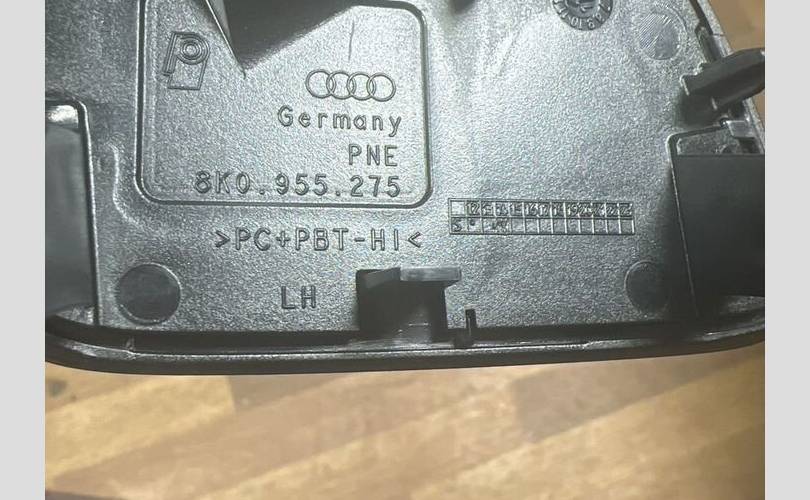 Germany
PNE
8K0.955.275
>PC+PBT-HI<
LH